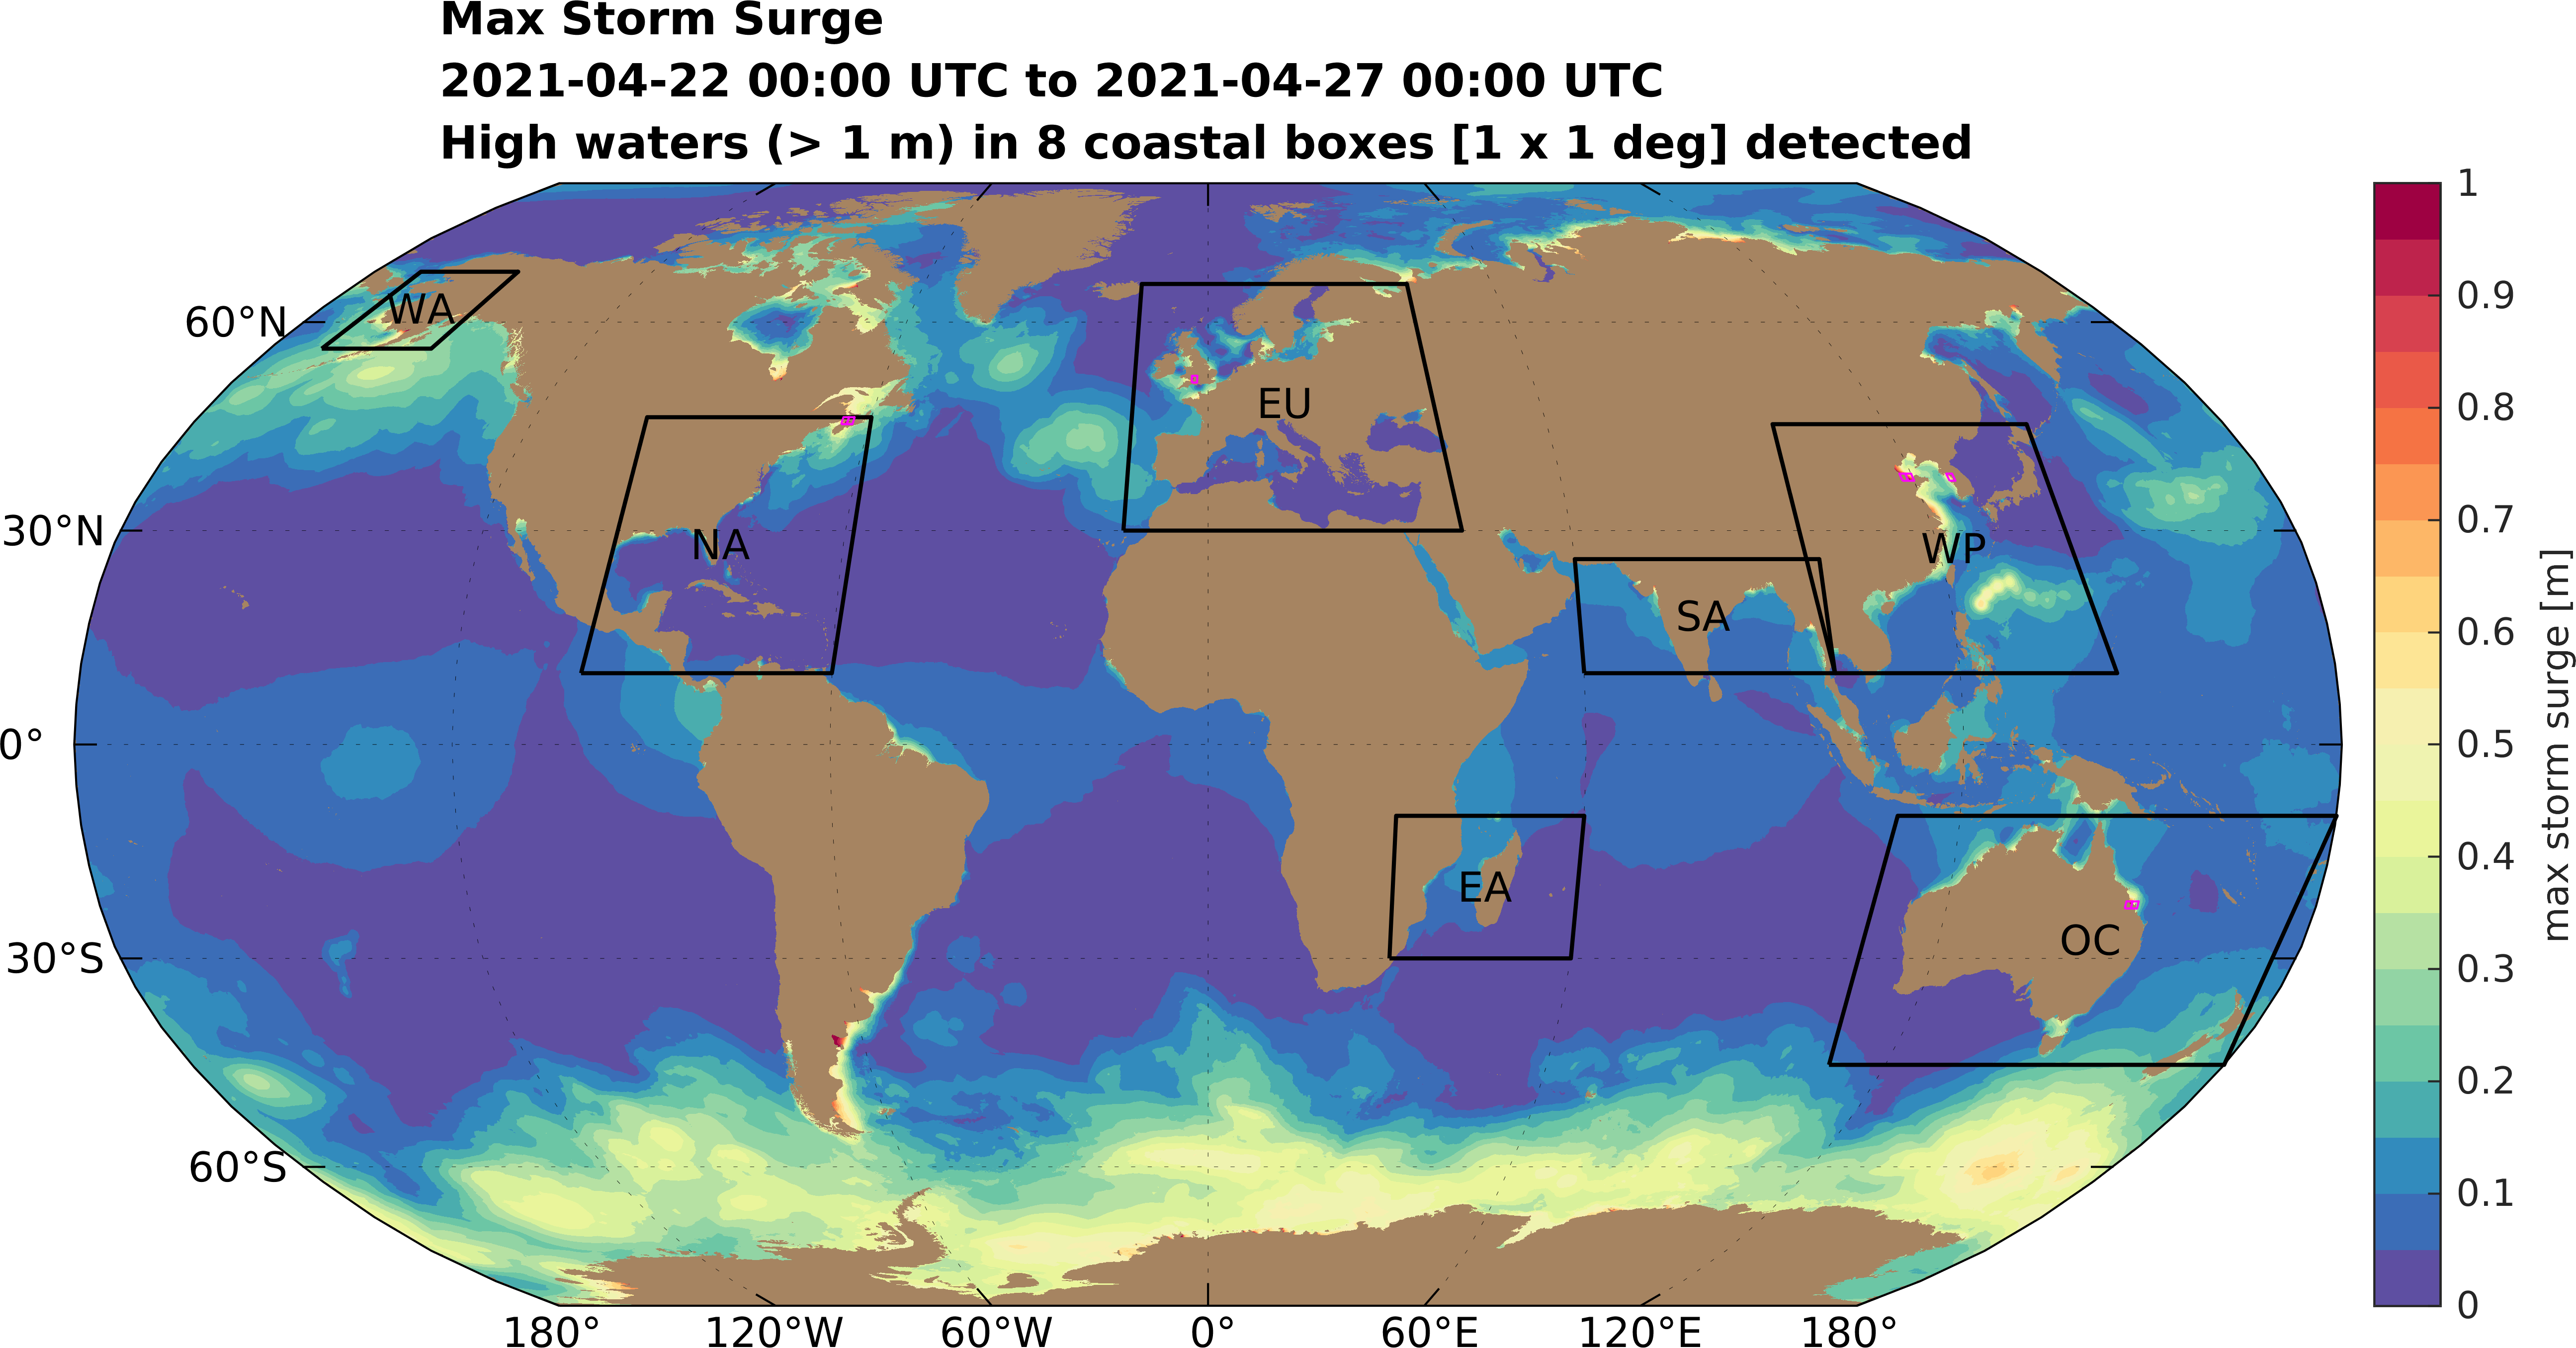 Max Storm Surge
2021-04-22 00:00 UTC to 2021-04-27 00:00 UTC
High waters (> 1 m) in 8 coastal boxes [1 x 1 deg] detected
60°N
30°N
0°
30°S
60°S
WA
NA
EU
SA
WP
EA
OC
180°
120°W
60°W
0°
60°E
120°E
180°
1
0.9
0.8
0.7
0.6
0.5
0.4
0.3
0.2
0.1
0
max storm surge [m]